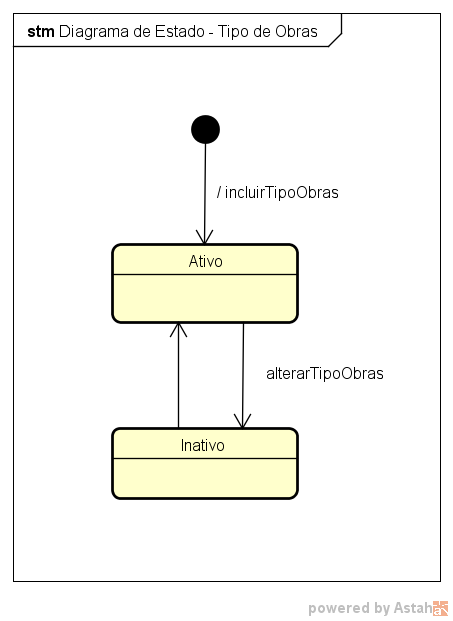 stm Diagrama de Estado - Tipo de Obras
/ incluirTipoObras
Ativo
alterarTipoObras
Inativo
powered by Astah